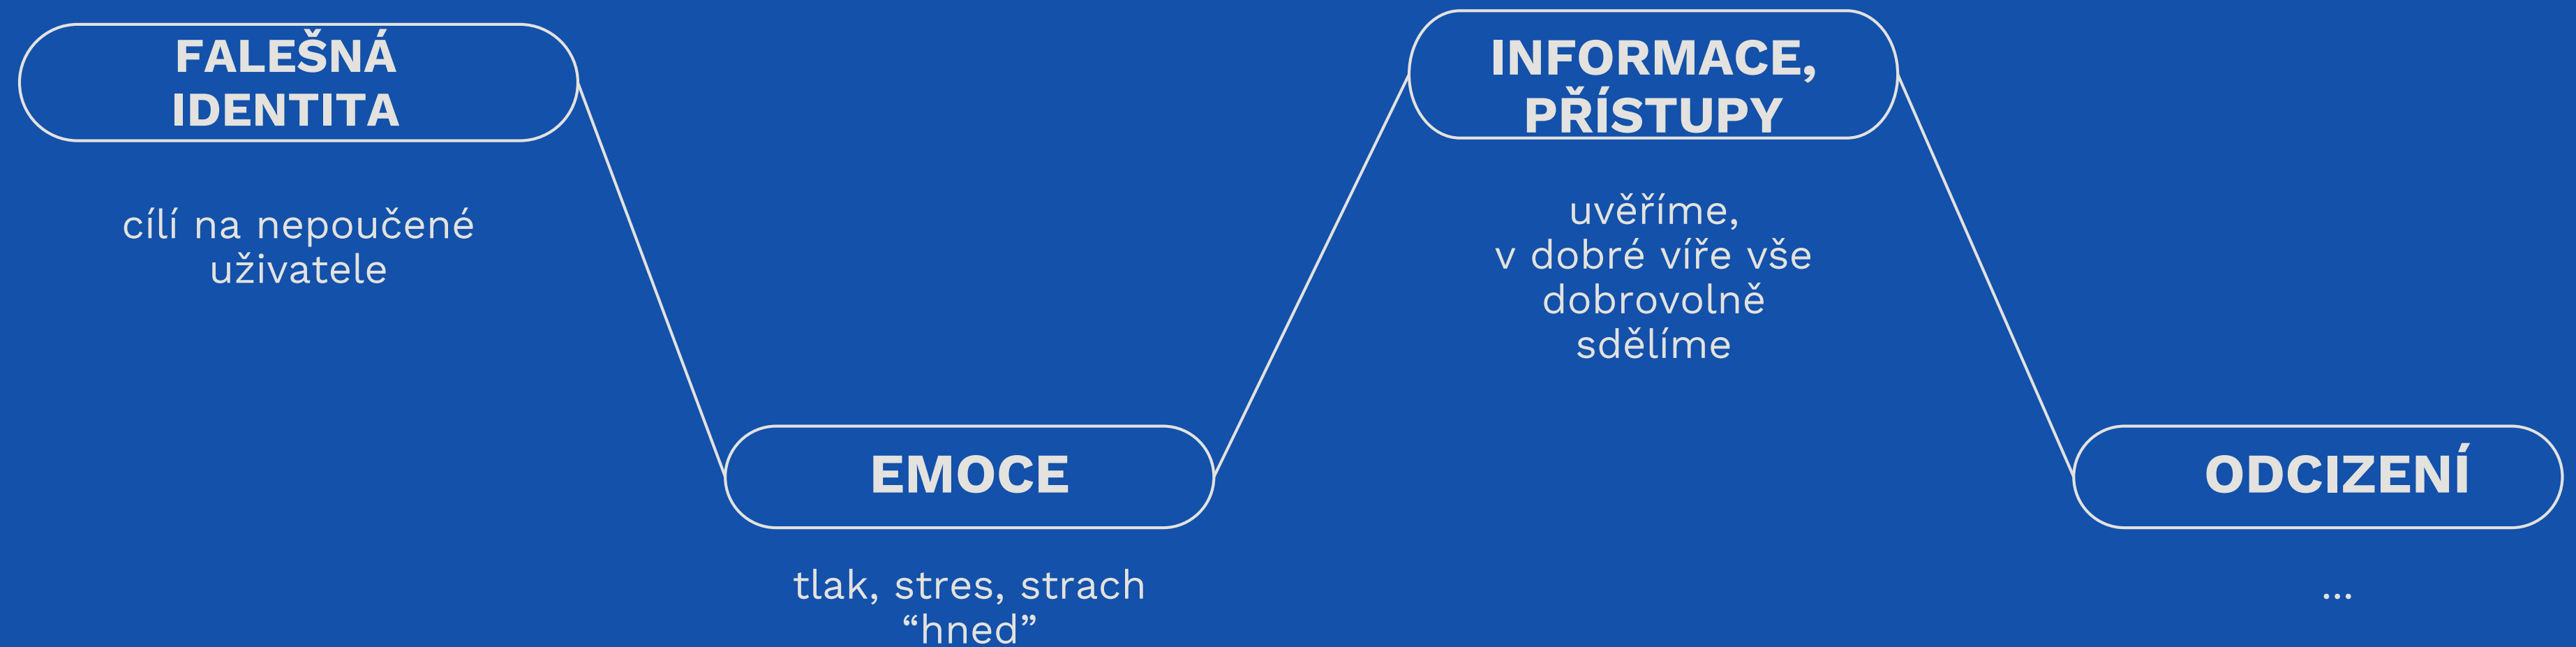 FALEŠNÁ
IDENTITA
cílí na nepoučené
uživatele
EMOCE
tlak, stres, strach
“hned”
INFORMACE,
PŘÍSTUPY
uvěříme,
v dobré víře vše
dobrovolně
sdělíme
ODCIZENÍ
...